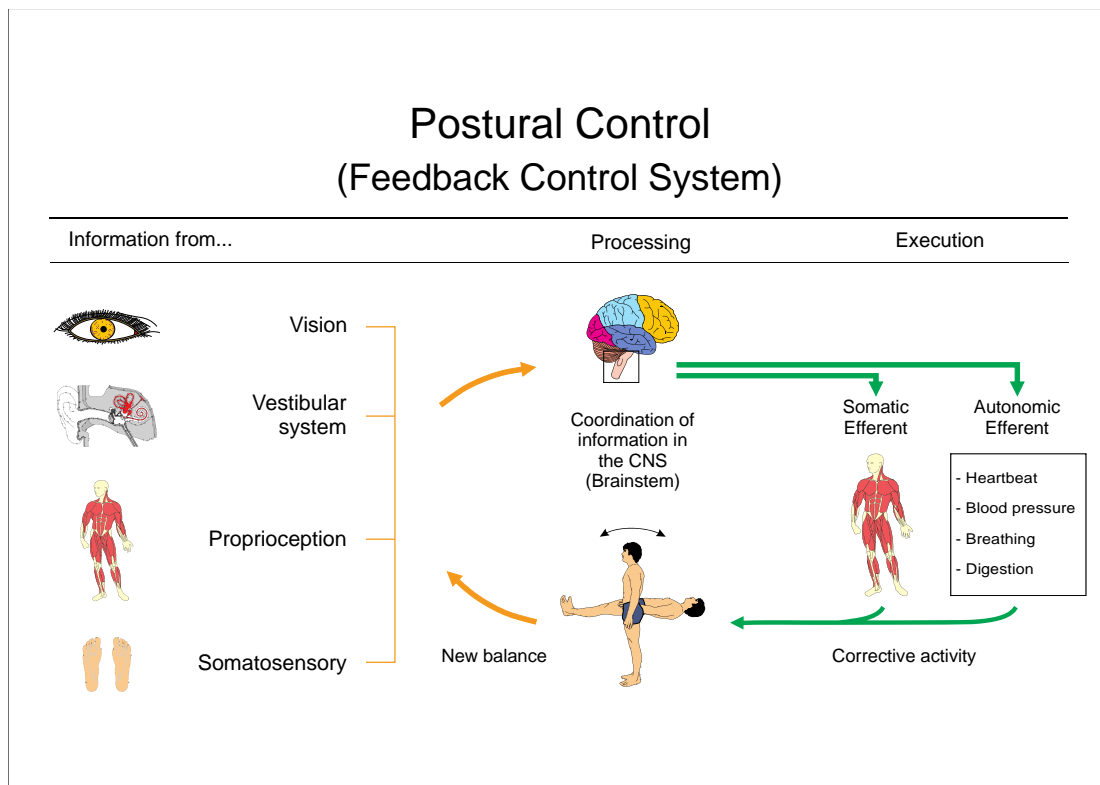 Postural Control
(Feedback Control System)
Information from...
Processing
Execution
Vision
Vestibular
system
Proprioception
Somatosensory
Coordination of
information in
the CNS
(Brainstem)
Somatic
Efferent
Autonomic
Efferent
- Heartbeat
- Blood pressure
- Breathing
- Digestion
New balance
Corrective activity